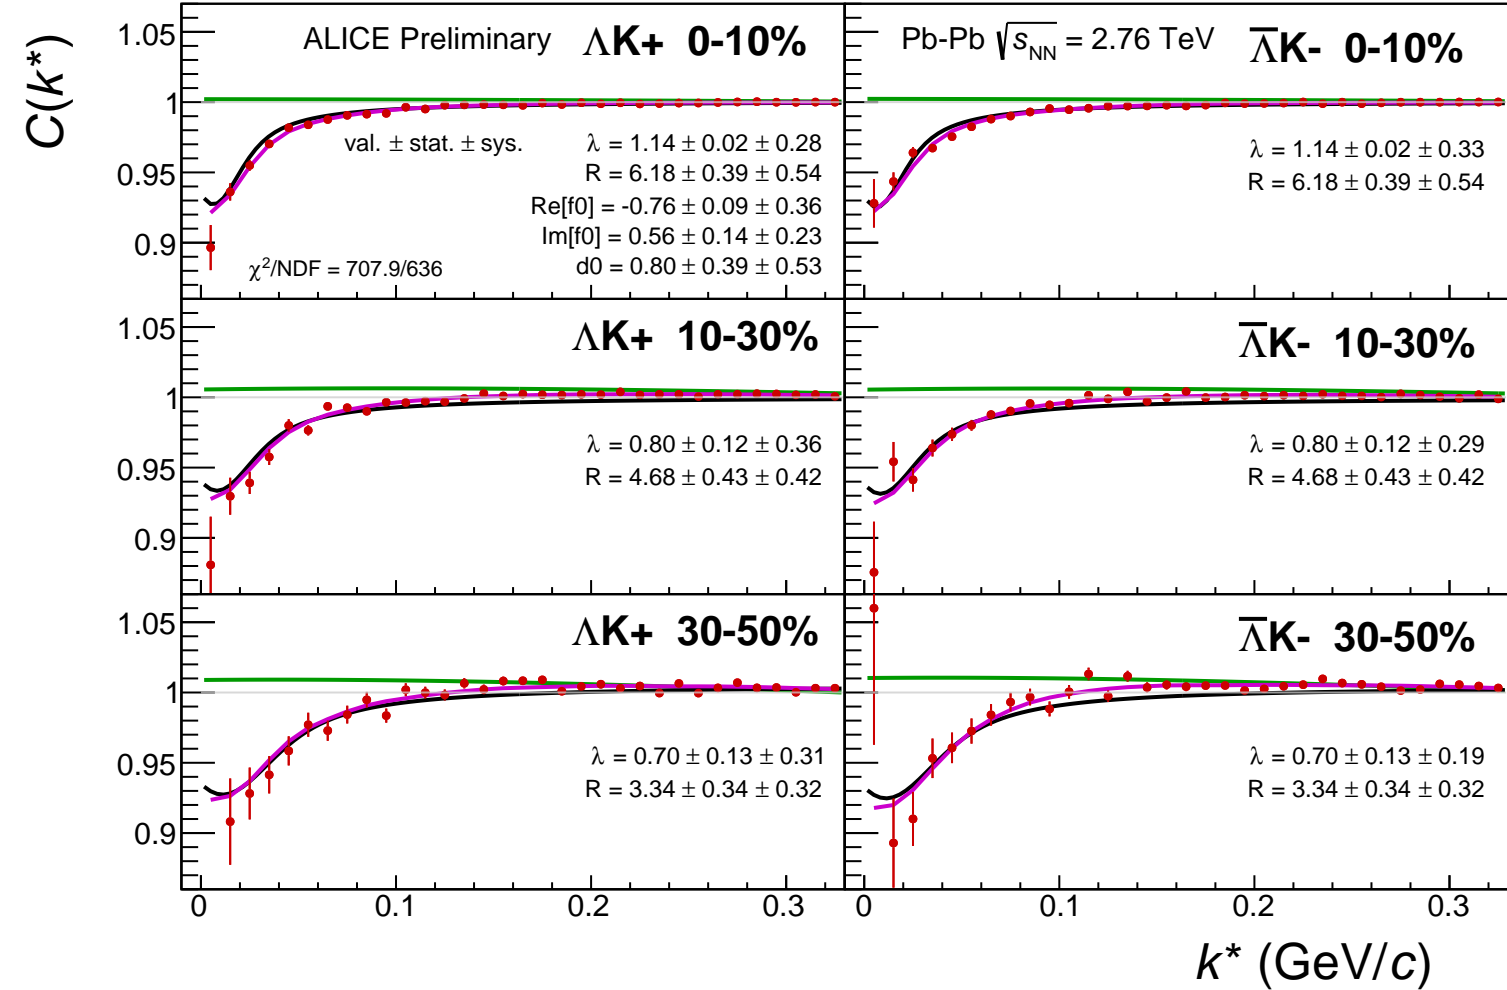 C(k*)
ALICE Preliminary ΛK+ 0-10%
val. ± stat. ± sys.
λ = 1.14 ± 0.02 ± 0.28
R = 6.18 ± 0.39 ± 0.54
Re[f0] = -0.76 ± 0.09 ± 0.36
Im[f0] = 0.56 ± 0.14 ± 0.23
d0 = 0.80 ± 0.39 ± 0.53
χ²/NDF = 707.9/636
1.05
1
0.95
0.9
Pb-Pb √sNN = 2.76 TeV Λ̅K- 0-10%
λ = 1.14 ± 0.02 ± 0.33
R = 6.18 ± 0.39 ± 0.54
ΛK+ 10-30%
λ = 0.80 ± 0.12 ± 0.36
R = 4.68 ± 0.43 ± 0.42
1.05
1
0.95
0.9
Λ̅K- 10-30%
λ = 0.80 ± 0.12 ± 0.29
R = 4.68 ± 0.43 ± 0.42
ΛK+ 30-50%
λ = 0.70 ± 0.13 ± 0.31
R = 3.34 ± 0.34 ± 0.32
1.05
1
0.95
0.9
Λ̅K- 30-50%
λ = 0.70 ± 0.13 ± 0.19
R = 3.34 ± 0.34 ± 0.32
0 0.1 0.2 0.3
0 0.1 0.2 0.3
k* (GeV/c)